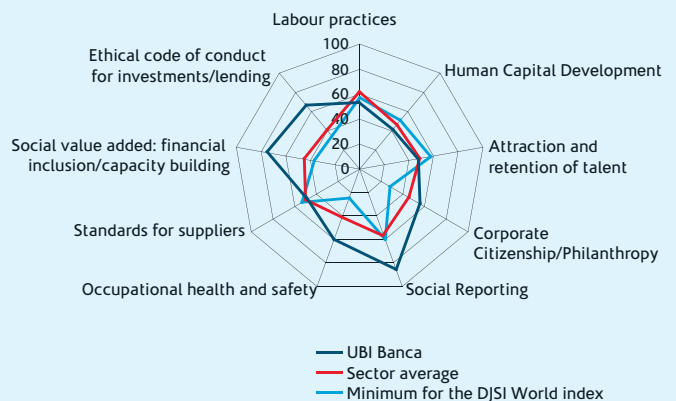 Labour practices
100
80
60
40
20
0
Human Capital Development
Attraction and
retention of talent
Corporate
Citizenship/Philanthropy
Social Reporting
Occupational health and safety
Standards for suppliers
Social value added: financial
inclusion/capacity building
Ethical code of conduct
for investments/lending
UBI Banca
Sector average
Minimum for the DJSI World index